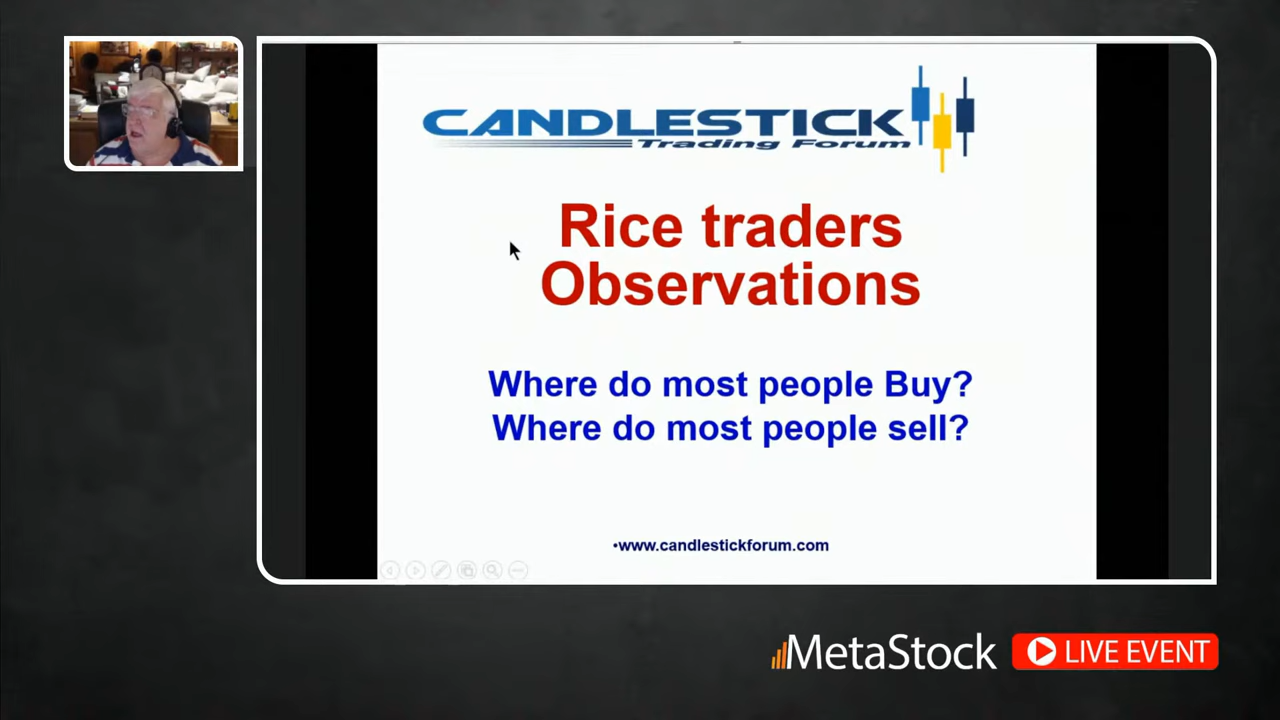 CANDLESTICK
Trading Forum
Rice traders
Observations
Where do most people Buy?
Where do most people sell?
•www.candlestickforum.com
MetaStock
LIVE EVENT